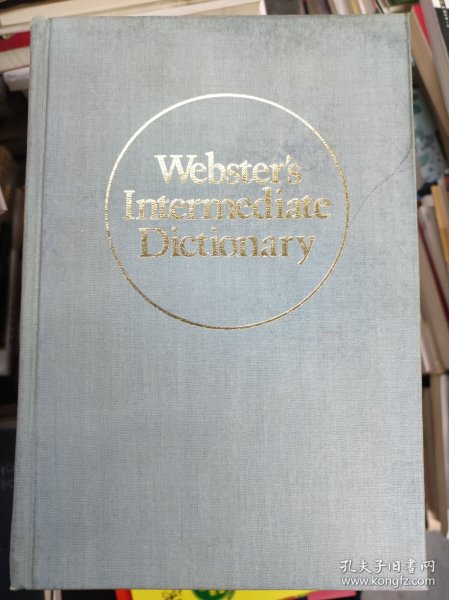 Webster's
Intermediate
Dictionary
孔夫子旧书网
www.kongfz.com